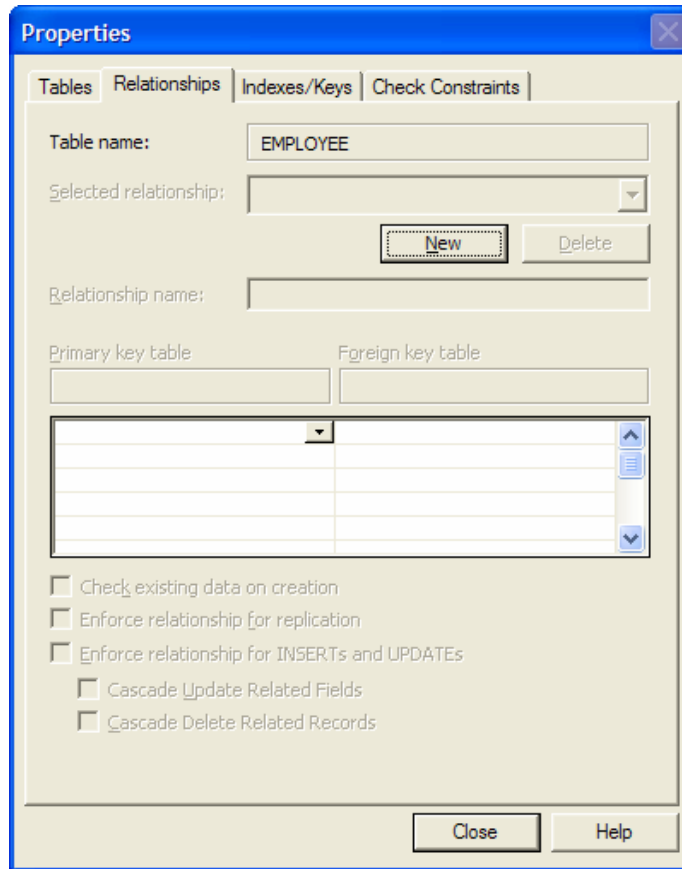 Properties
Tables Relationships Indexes/Keys Check Constraints
Table name: EMPLOYEE
Selected relationship:
New Delete
Relationship name:
Primary key table Foreign key table
Check existing data on creation
Enforce relationship for replication
Enforce relationship for INSERTs and UPDATEs
Cascade Update Related Fields
Cascade Delete Related Records
Close Help